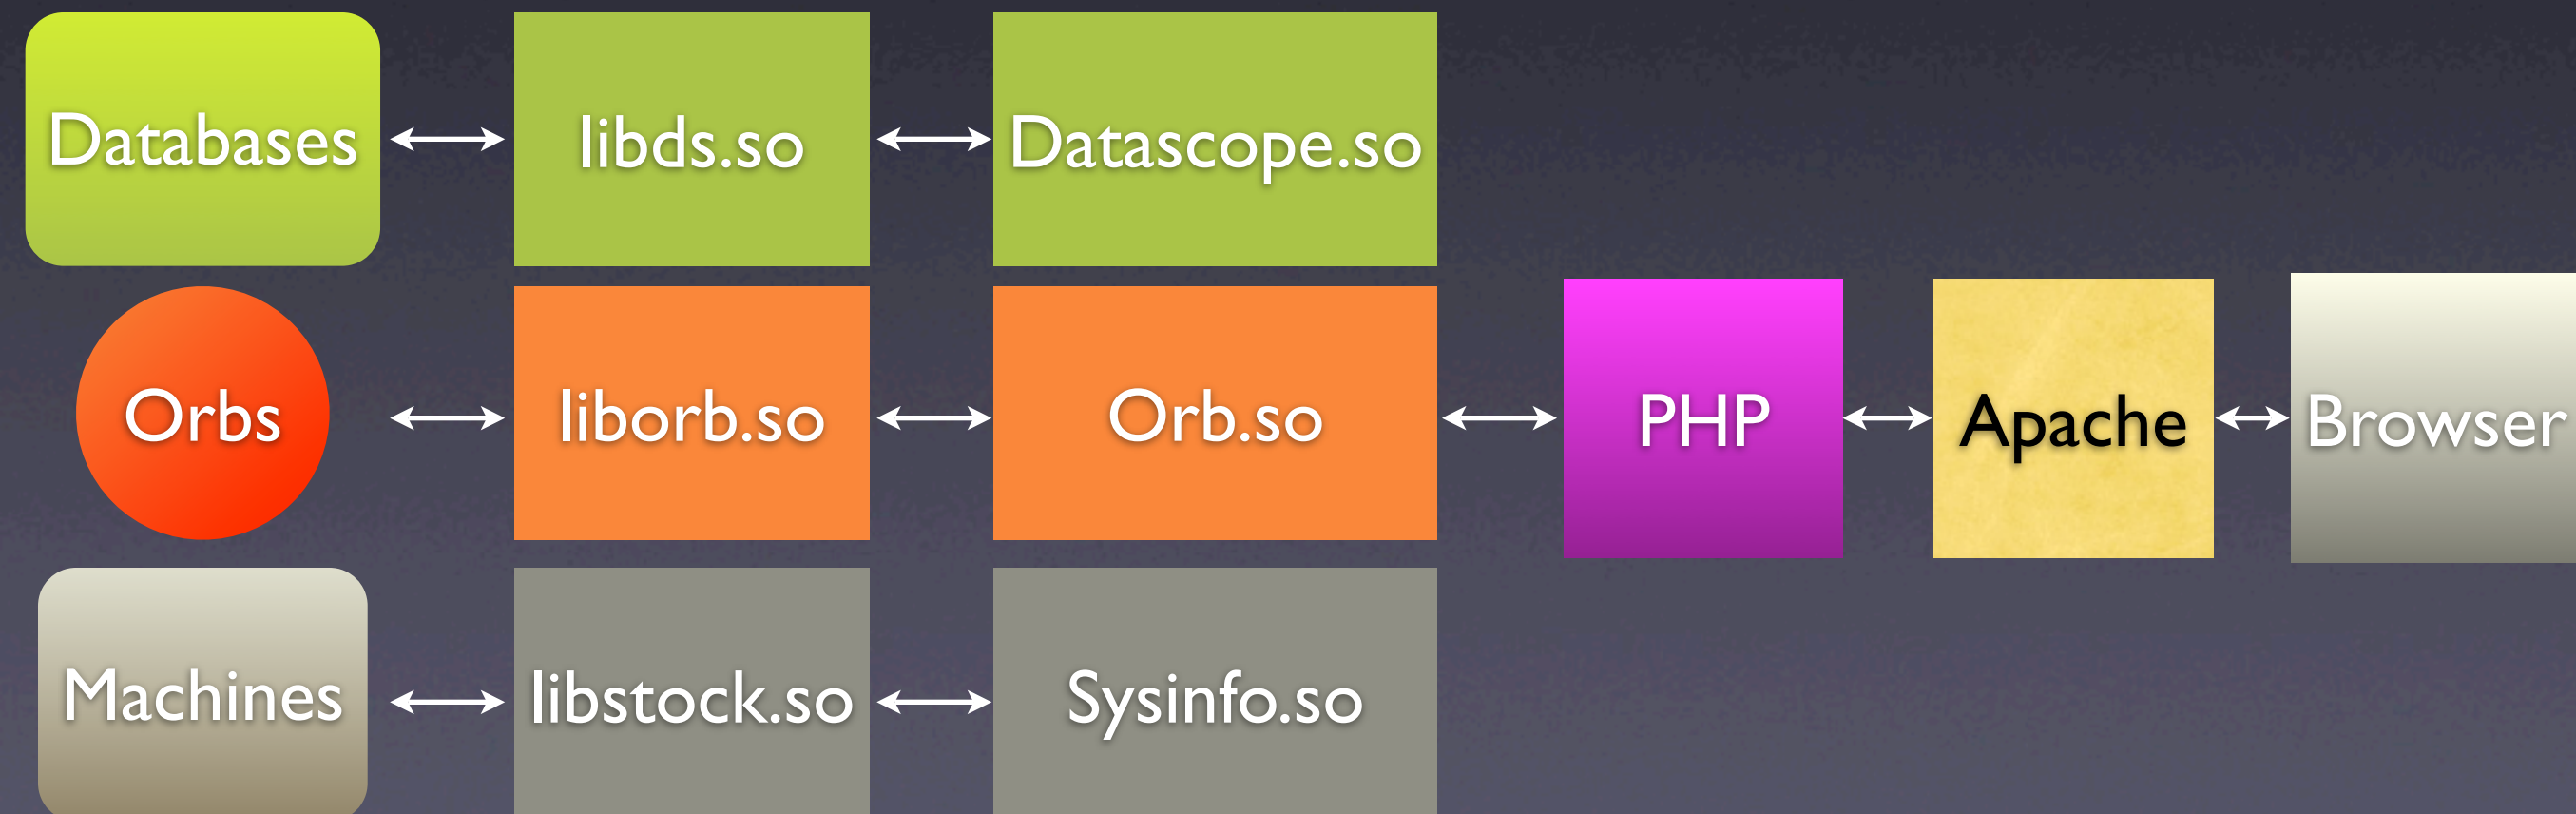 Databases
libds.so
Datascope.so
Orbs
liborb.so
Orb.so
PHP
Apache
Browser
Machines
libstock.so
Sysinfo.so